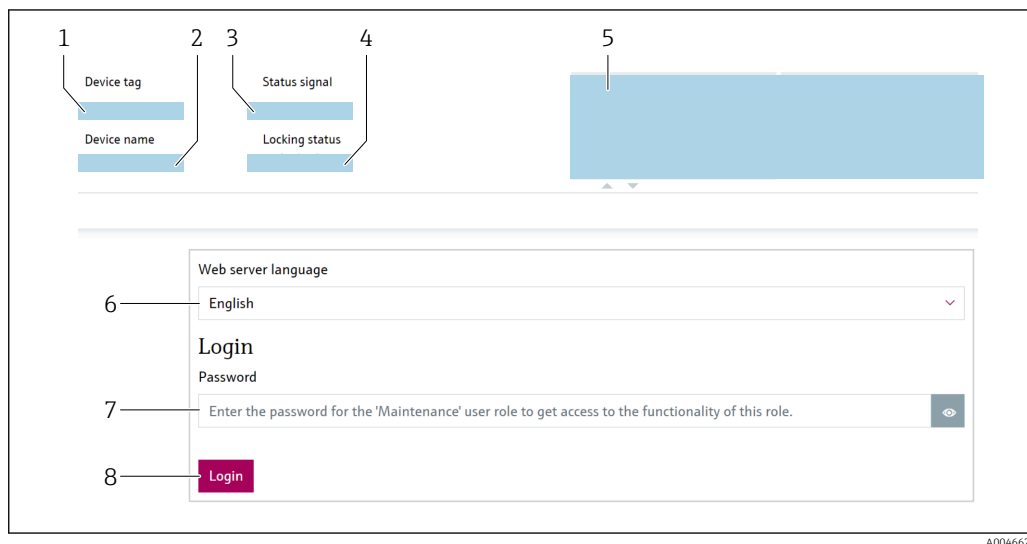 1 2 3 4 5
Device tag Status signal
Device name Locking status
Web server language
6 English
Login
Password
7 Enter the password for the 'Maintenance' user role to get access to the functionality of this role.
8 Login